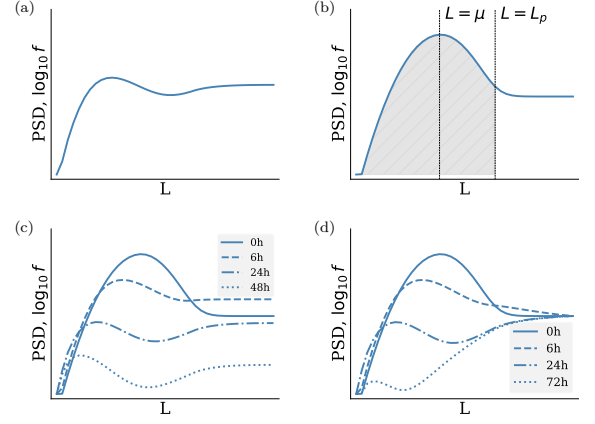 (a)
PSD, log10 f
L
(b)
L = μ
L = Lp
PSD, log10 f
L
(c)
0h
6h
24h
48h
PSD, log10 f
L
(d)
0h
6h
24h
72h
PSD, log10 f
L